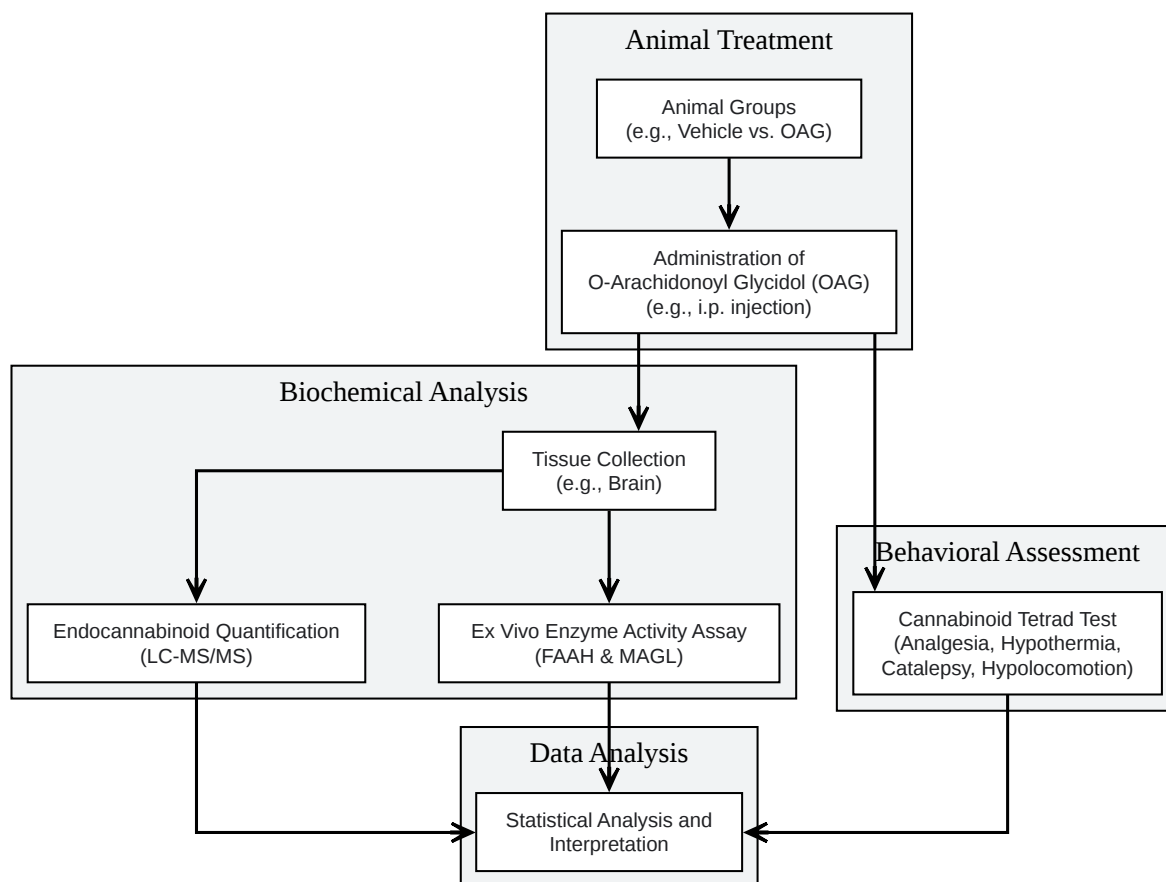 Animal Treatment
Animal Groups
(e.g., Vehicle vs. OAG)
Administration of
O-Arachidonoyl Glycidol (OAG)
(e.g., i.p. injection)
Biochemical Analysis
Tissue Collection
(e.g., Brain)
Endocannabinoid Quantification
(LC-MS/MS)
Ex Vivo Enzyme Activity Assay
(FAAH & MAGL)
Behavioral Assessment
Cannabinoid Tetrad Test
(Analgesia, Hypothermia,
Catalepsy, Hypolocomotion)
Data Analysis
Statistical Analysis and
Interpretation